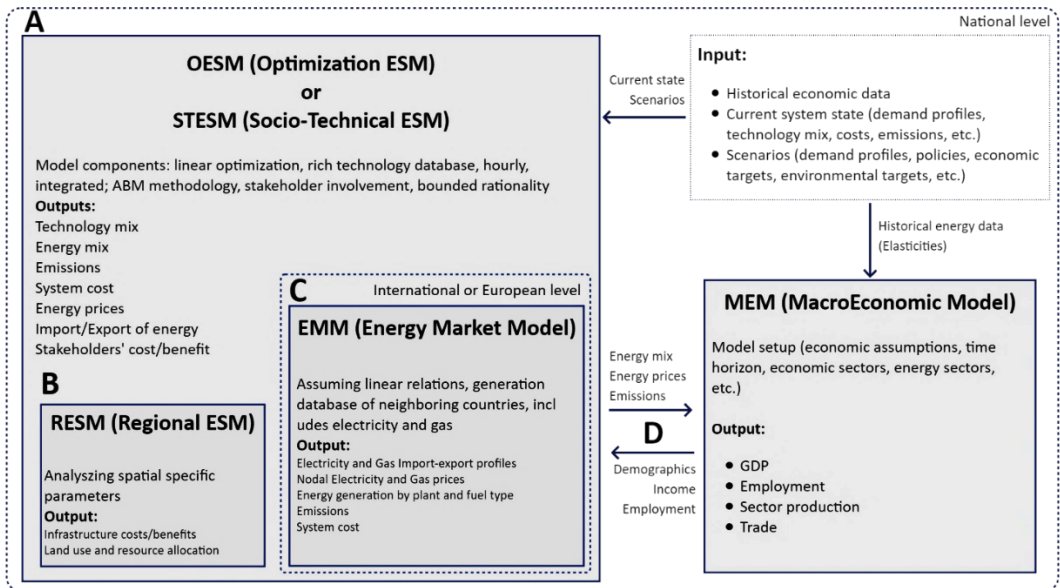 A
National level
OESM (Optimization ESM)
or
STESM (Socio-Technical ESM)
Model components: linear optimization, rich technology database, hourly,
integrated; ABM methodology, stakeholder involvement, bounded rationality
Outputs:
Technology mix
Energy mix
Emissions
System cost
Energy prices
Import/Export of energy
Stakeholders' cost/benefit
B
RESM (Regional ESM)
Analyszing spatial specific
parameters
Output:
Infrastructure costs/benefits
Land use and resource allocation
C
International or European level
EMM (Energy Market Model)
Assuming linear relations, generation
database of neighboring countries, incl
udes electricity and gas
Output:
Electricity and Gas Import-export profiles
Nodal Electricity and Gas prices
Energy generation by plant and fuel type
Emissions
System cost
Current state
Scenarios
Input:
• Historical economic data
• Current system state (demand profiles,
technology mix, costs, emissions, etc.)
• Scenarios (demand profiles, policies, economic
targets, environmental targets, etc.)
Historical energy data
(Elasticities)
Energy mix
Energy prices
Emissions
D
Demographics
Income
Employment
MEM (MacroEconomic Model)
Model setup (economic assumptions, time
horizon, economic sectors, energy sectors,
etc.)
Output:
• GDP
• Employment
• Sector production
• Trade